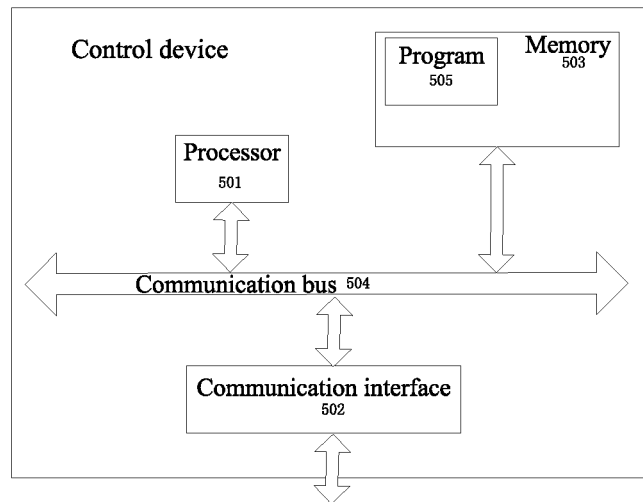 Control device
Program
505
Memory
503
Processor
501
Communication bus 504
Communication interface
502